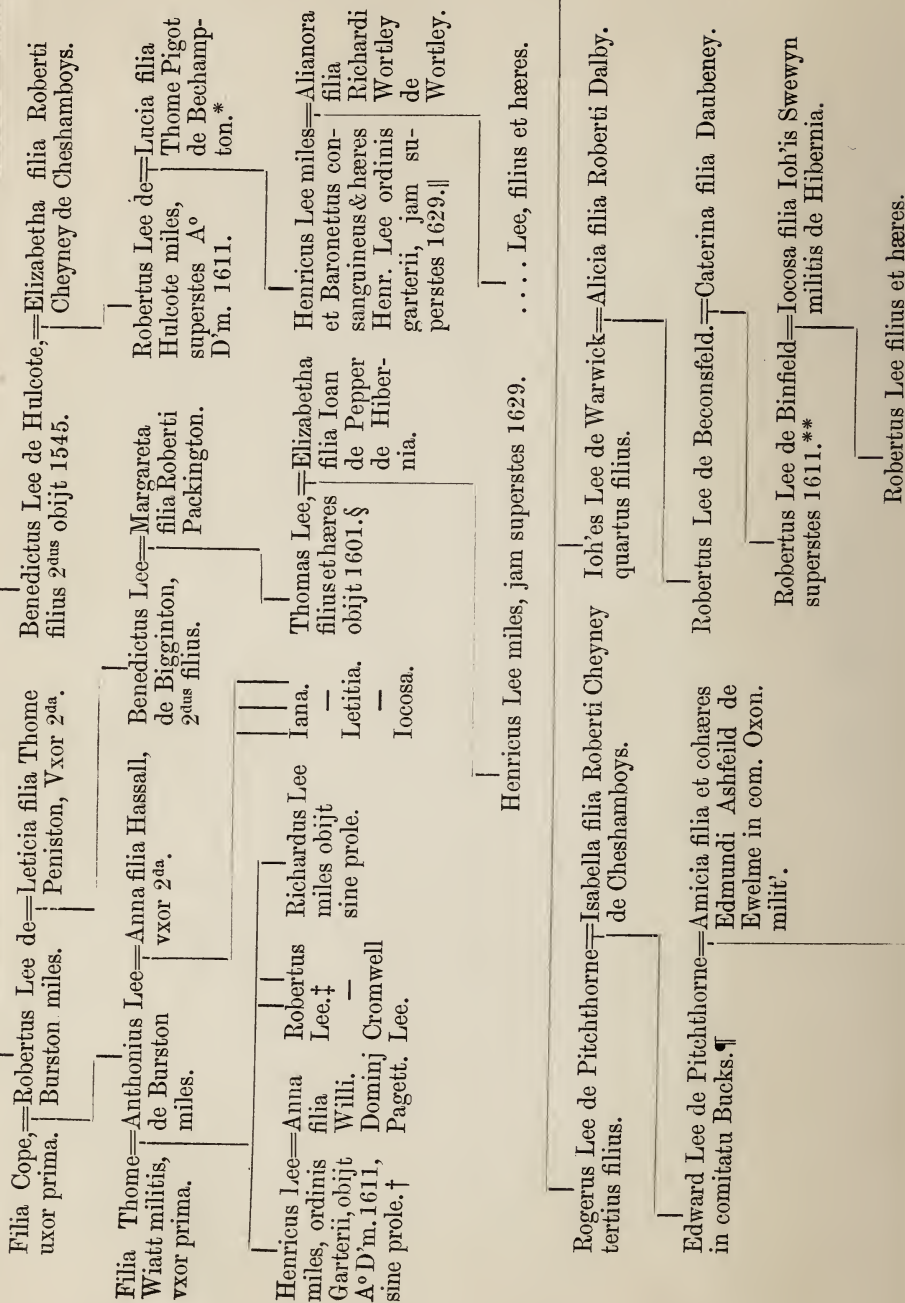 Filia Cope,=Robertus Lee de=Leticia filia Thome
uxor prima. Burston miles. Peniston, Vxor 2da.
Benedictus Lee de Hulcote,=Elizabetha filia Roberti
filius 2dus obijt 1545. Cheyney de Cheshamboys.
Filia Thome=Anthonius Lee=Anna filia Hassall,
Wiatt militis, de Burston vxor 2da.
vxor prima. miles.
Benedictus Lee=Margareta
de Bigginton, filia Roberti
2dus filius. Packington.
Robertus Lee de=Lucia filia
Hulcote miles, Thome Pigot
superstes Ao de Bechamp-
D'm. 1611. ton.*
Henricus Lee=Anna
miles, ordinis filia
Garterii, obijt Willi.
Ao D'm. 1611, Dominj
sine prole.† Pagett.
Robertus
Lee.‡
—
Cromwell
Lee.
Richardus Lee
miles obijt
sine prole.
Iana.
—
Letitia.
—
Iocosa.
Thomas Lee,=Elizabetha
filius et hæres filia Ioan
obijt 1601.§ de Pepper
de Hiber-
nia.
Henricus Lee miles=Alianora
et Baronettus con- filia
sanguineus & hæres Richardi
Henr. Lee ordinis Wortley
garterii, jam su- de
perstes 1629.‖ Wortley.
Henricus Lee miles, jam superstes 1629.
. . . . Lee, filius et hæres.
Rogerus Lee de Pitchthorne=Isabella filia Roberti Cheyney
tertius filius. de Cheshamboys.
Ioh'es Lee de Warwick=Alicia filia Roberti Dalby.
quartus filius.
Edward Lee de Pitchthorne=Amicia filia et cohæres
in comitatu Bucks.¶ Edmundi Ashfeild de
Ewelme in com. Oxon.
milit'.
Robertus Lee de Beconsfeld.=Caterina filia Daubeney.
Robertus Lee de Binfield=Iocosa filia Ioh'is Swewyn
superstes 1611.** militis de Hibernia.
Robertus Lee filius et hæres.